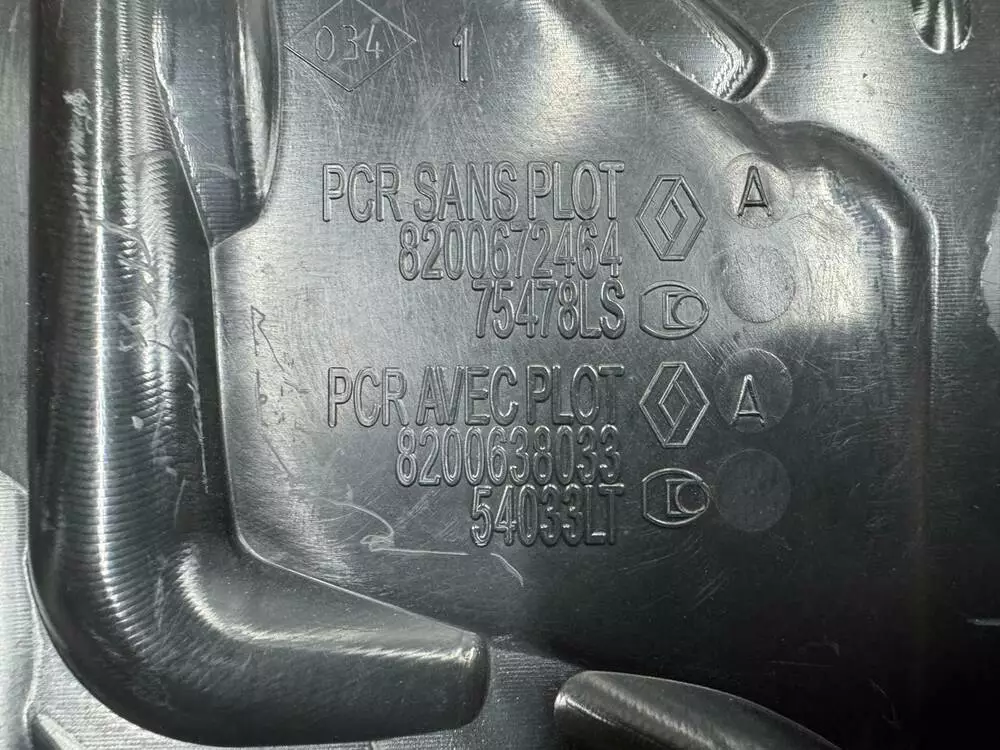 034
1
PCR SANS PLOT
A
8200672464
75478LS
PCR AVEC PLOT
A
8200638033
54033LT